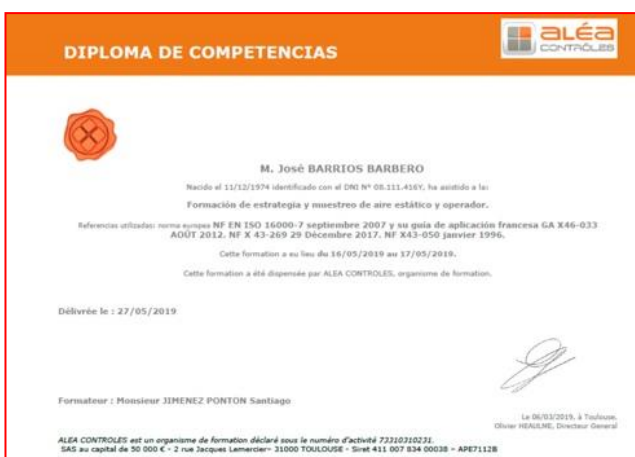 DIPLOMA DE COMPETENCIAS
aléa
CONTRÔLES
M. José BARRIOS BARBERO
Nacido el 11/12/1974 identificado con el DNI Nº 08.111.416Y, ha asistido a la:
Formación de estrategia y muestreo de aire estático y operador.
Referencias utilizadas: norma europea NF EN ISO 16000-7 septiembre 2007 y su guía de aplicación francesa GA X46-033
AOÛT 2012. NF X 43-269 29 Décembre 2017. NF X43-050 janvier 1996.
Cette formation a eu lieu du 16/05/2019 au 17/05/2019.
Cette formation a été dispensée par ALEA CONTROLES, organisme de formation.
Délivrée le : 27/05/2019
Formateur : Monsieur JIMENEZ PONTON Santiago
Le 06/03/2019, à Toulouse,
Olivier HEAULME, Directeur General
ALEA CONTROLES est un organisme de formation déclaré sous le numéro d'activité 73310310231.
SAS au capital de 50 000 € - 2 rue Jacques Lemercier– 31000 TOULOUSE - Siret 411 007 834 00038 – APE7112B